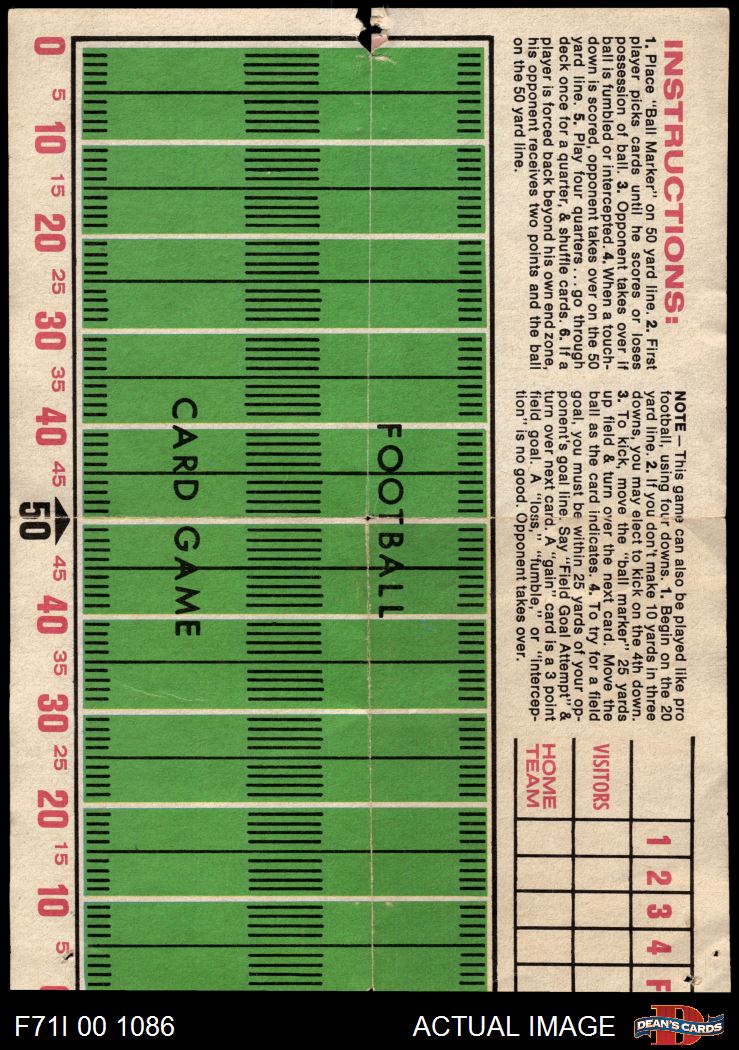 INSTRUCTIONS:
1. Place "Ball Marker" on 50 yard line. 2. First
player picks cards until he scores or loses
possession of ball. 3. Opponent takes over if
ball is fumbled or intercepted. 4. When a touch-
down is scored, opponent takes over on the 50
yard line. 5. Play four quarters... go through
deck once for a quarter, & shuffle cards. 6. If a
player is forced back beyond his own end zone,
his opponent receives two points and the ball
on the 50 yard line.
NOTE — This game can also be played like pro
football, using four downs. 1. Begin on the 20
yard line. 2. If you don't make 10 yards in three
downs, you may elect to kick on the 4th down.
3. To kick, move the "ball marker" 25 yards
up field & turn over the next card. Move the
ball as the card indicates. 4. To try for a field
goal, you must be within 25 yards of your op-
ponent's goal line. Say "Field Goal Attempt" &
turn over next card. A "gain" card is a 3 point
field goal. A "loss," "fumble," or "intercep-
tion" is no good. Opponent takes over.
1 2 3 4 F
VISITORS
HOME
TEAM
FOOTBALL
CARD GAME
0 5 10 15 20 25 30 35 40 45 50 45 40 35 30 25 20 15 10 5 0
F71I 00 1086
ACTUAL IMAGE
D
DEAN'S CARDS